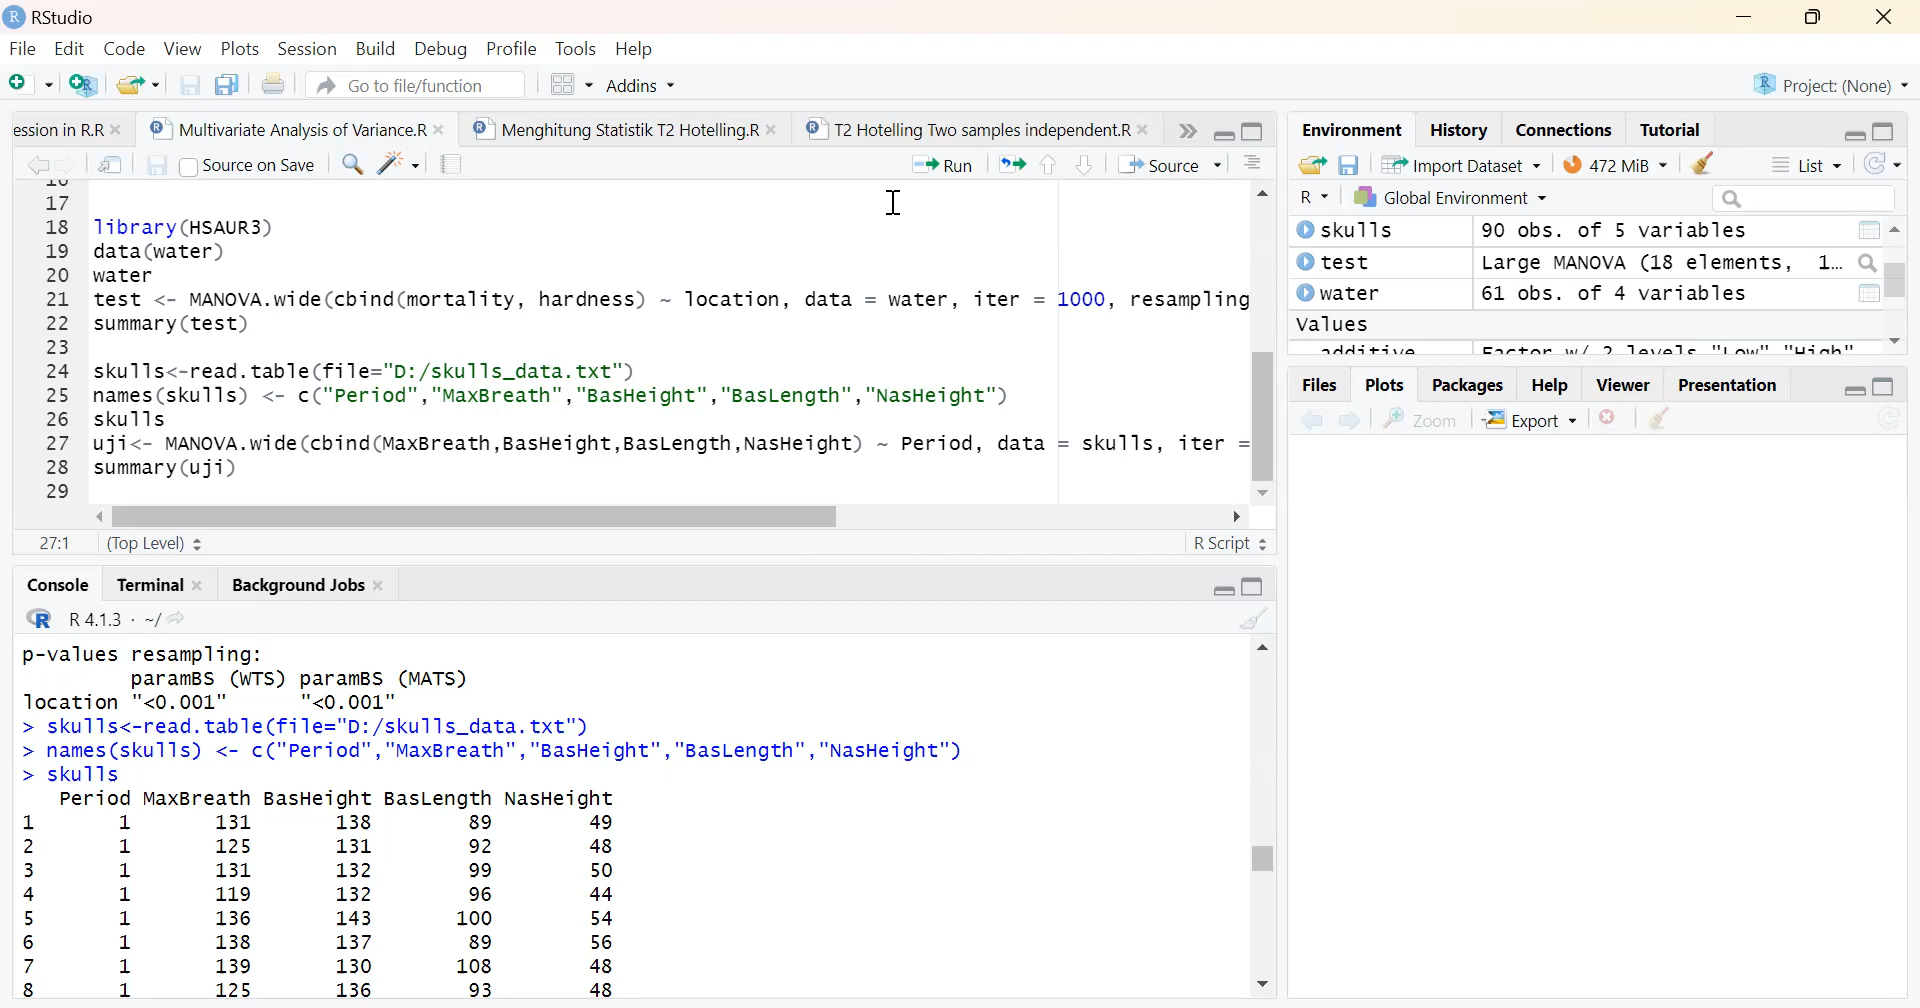 RStudio
File Edit Code View Plots Session Build Debug Profile Tools Help
Go to file/function Addins Project: (None)
ession in R.R Multivariate Analysis of Variance.R Menghitung Statistik T2 Hotelling.R T2 Hotelling Two samples independent.R
Source on Save Run Source
17
18 library(HSAUR3)
19 data(water)
20 water
21 test <- MANOVA.wide(cbind(mortality, hardness) ~ location, data = water, iter = 1000, resampling
22 summary(test)
23
24 skulls<-read.table(file="D:/skulls_data.txt")
25 names(skulls) <- c("Period","MaxBreath","BasHeight","BasLength","NasHeight")
26 skulls
27 uji<- MANOVA.wide(cbind(MaxBreath,BasHeight,BasLength,NasHeight) ~ Period, data = skulls, iter =
28 summary(uji)
29
27:1 (Top Level) R Script
Console Terminal Background Jobs
R 4.1.3 · ~/
p-values resampling:
paramBS (WTS) paramBS (MATS)
location "<0.001" "<0.001"
> skulls<-read.table(file="D:/skulls_data.txt")
> names(skulls) <- c("Period","MaxBreath","BasHeight","BasLength","NasHeight")
> skulls
Period MaxBreath BasHeight BasLength NasHeight
1 1 131 138 89 49
2 1 125 131 92 48
3 1 131 132 99 50
4 1 119 132 96 44
5 1 136 143 100 54
6 1 138 137 89 56
7 1 139 130 108 48
8 1 125 136 93 48
Environment History Connections Tutorial
Import Dataset 472 MiB List
R Global Environment
skulls 90 obs. of 5 variables
test Large MANOVA (18 elements, 1...
water 61 obs. of 4 variables
Values
additive Factor w/ 2 levels "Low" "High"
Files Plots Packages Help Viewer Presentation
Zoom Export